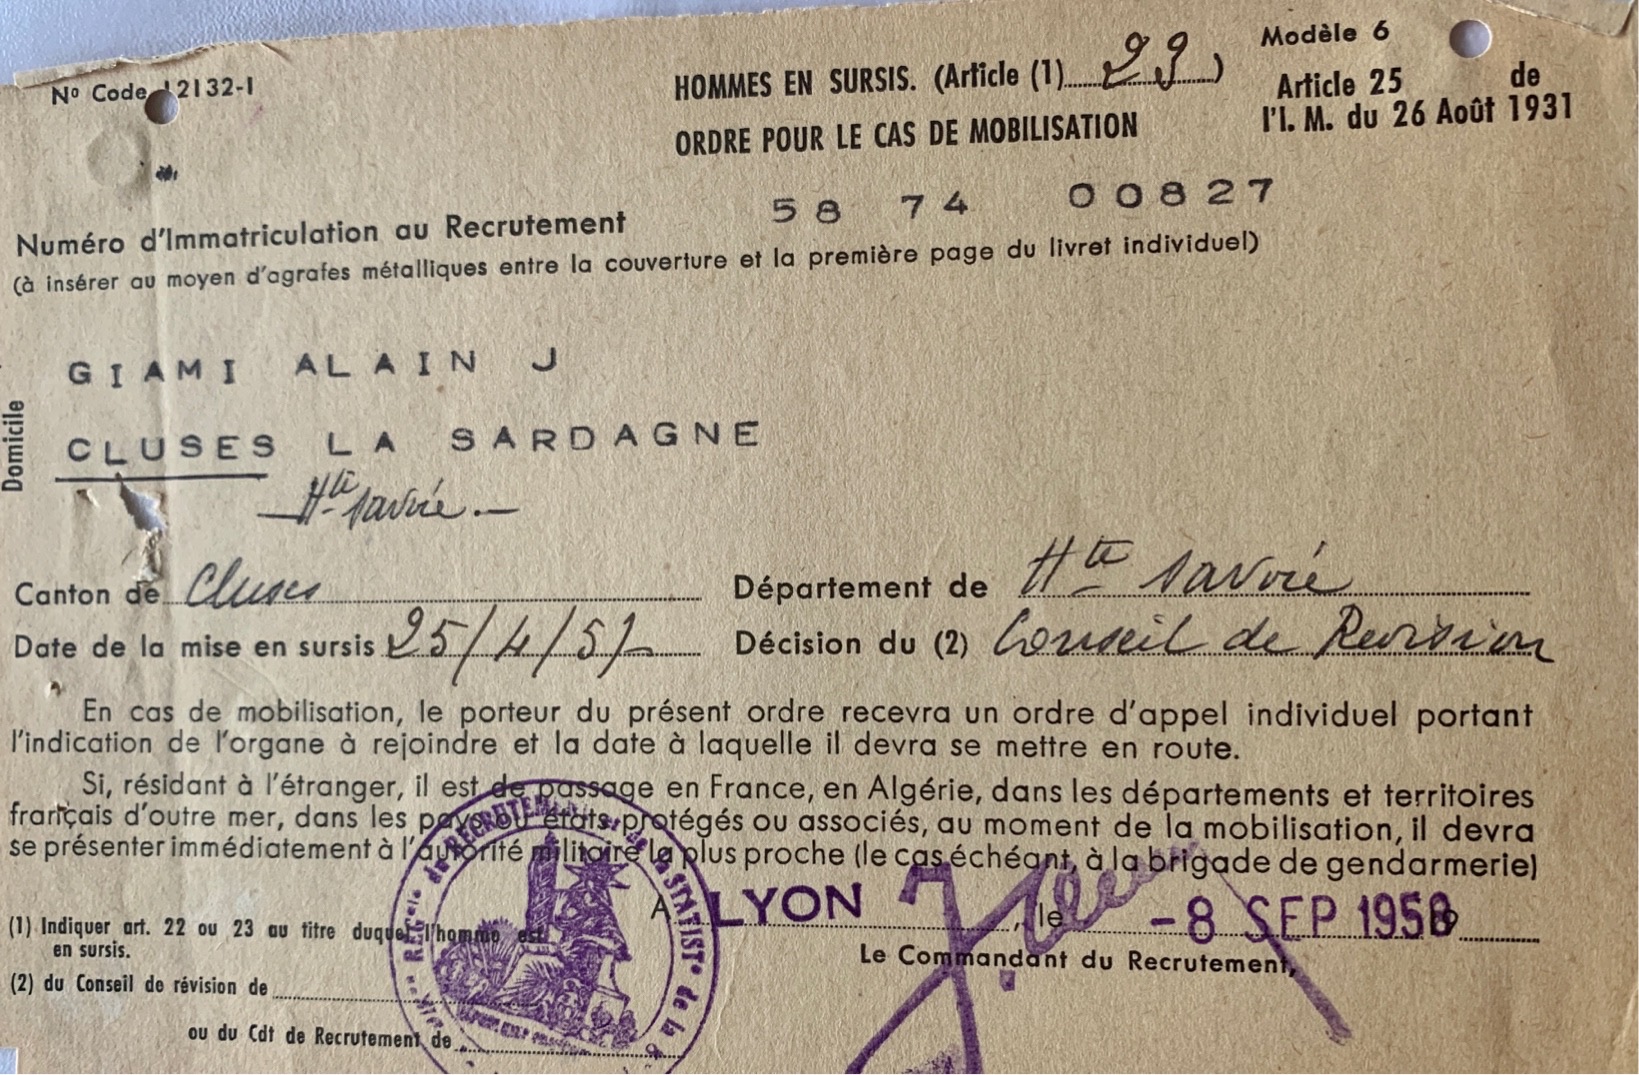 Nº Code 12132-1
HOMMES EN SURSIS. (Article (1) 23 )
ORDRE POUR LE CAS DE MOBILISATION
Modèle 6
Article 25 de
l'I. M. du 26 Août 1931
58 74 00827
Numéro d'Immatriculation au Recrutement
(à insérer au moyen d'agrafes métalliques entre la couverture et la première page du livret individuel)
Domicile
GIAMI ALAIN J
CLUSES LA SARDAGNE
Hte Savoie.
Canton de Cluses Département de Hte Savoie
Date de la mise en sursis 25/4/57 Décision du (2) Conseil de Revision
En cas de mobilisation, le porteur du présent ordre recevra un ordre d'appel individuel portant
l'indication de l'organe à rejoindre et la date à laquelle il devra se mettre en route.
Si, résidant à l'étranger, il est de passage en France, en Algérie, dans les départements et territoires
français d'outre mer, dans les pays ou états protégés ou associés, au moment de la mobilisation, il devra
se présenter immédiatement à l'autorité militaire la plus proche (le cas échéant, à la brigade de gendarmerie)
A LYON, le -8 SEP 1958
Le Commandant du Recrutement,
(1) Indiquer art. 22 ou 23 au titre duquel l'homme est
en sursis.
(2) du Conseil de révision de
ou du Cdt de Recrutement de
de RECRUTEMENT et de la STATIST. de la